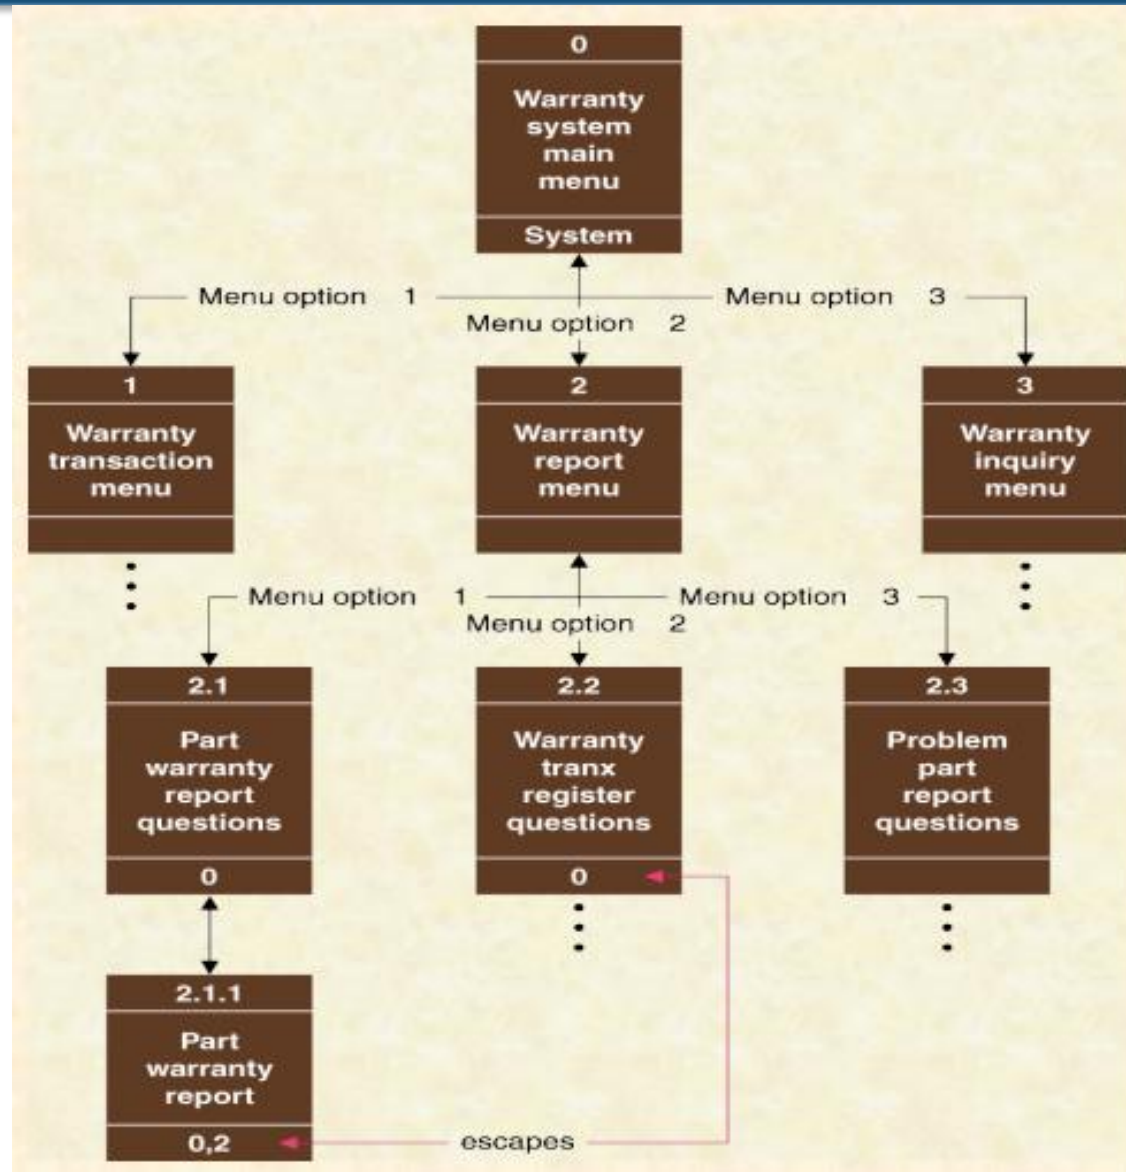 0
Warranty
system
main
menu
System
Menu option 1
Menu option 3
Menu option 2
1
Warranty
transaction
menu
2
Warranty
report
menu
3
Warranty
inquiry
menu
Menu option 1
Menu option 3
Menu option 2
2.1
Part
warranty
report
questions
0
2.2
Warranty
tranx
register
questions
0
2.3
Problem
part
report
questions
2.1.1
Part
warranty
report
0,2
escapes